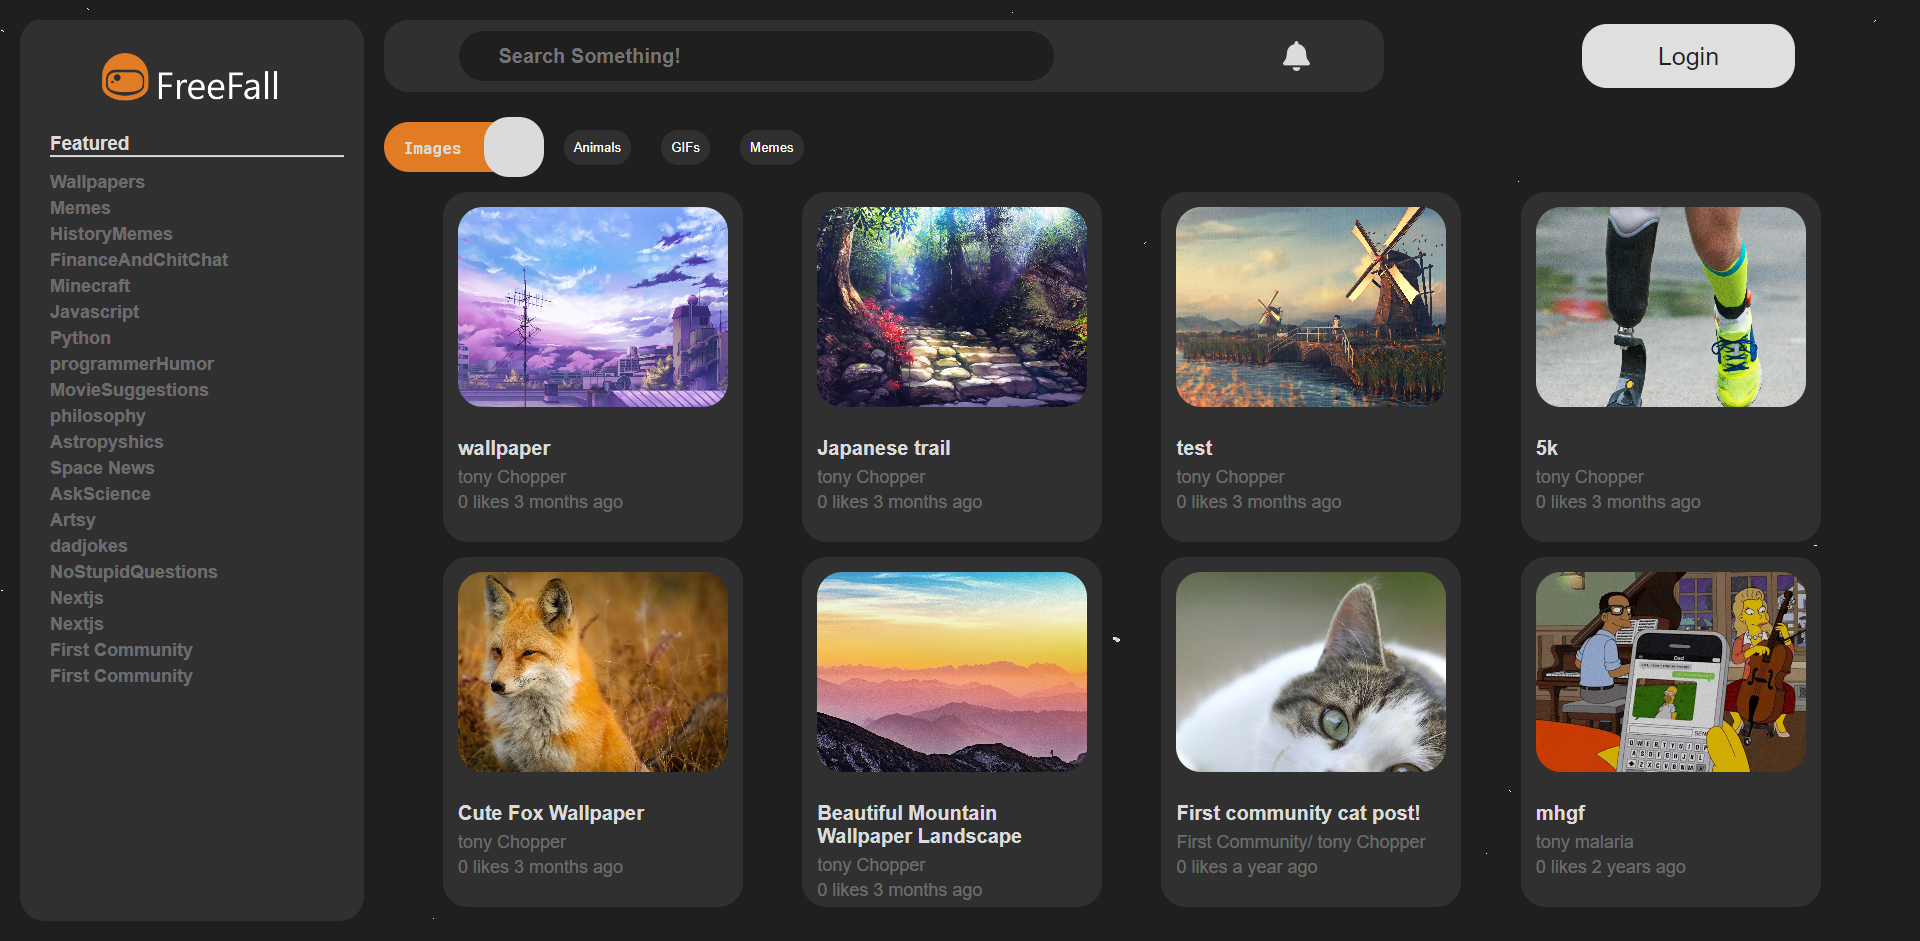 FreeFall
Search Something!
Login
Featured
Wallpapers
Memes
HistoryMemes
FinanceAndChitChat
Minecraft
Javascript
Python
programmerHumor
MovieSuggestions
philosophy
Astropyshics
Space News
AskScience
Artsy
dadjokes
NoStupidQuestions
Nextjs
Nextjs
First Community
First Community
Images
Animals
GIFs
Memes
wallpaper
tony Chopper
0 likes 3 months ago
Japanese trail
tony Chopper
0 likes 3 months ago
test
tony Chopper
0 likes 3 months ago
5k
tony Chopper
0 likes 3 months ago
Cute Fox Wallpaper
tony Chopper
0 likes 3 months ago
Beautiful Mountain
Wallpaper Landscape
tony Chopper
0 likes 3 months ago
First community cat post!
First Community/ tony Chopper
0 likes a year ago
Dad
mhgf
tony malaria
0 likes 2 years ago